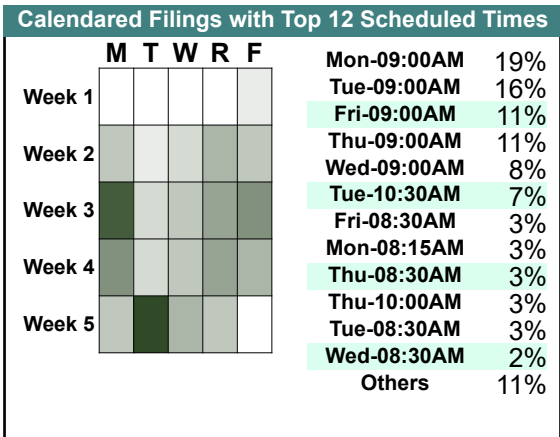 Calendared Filings with Top 12 Scheduled Times
M T W R F
Week 1
Week 2
Week 3
Week 4
Week 5
Mon-09:00AM 19%
Tue-09:00AM 16%
Fri-09:00AM 11%
Thu-09:00AM 11%
Wed-09:00AM 8%
Tue-10:30AM 7%
Fri-08:30AM 3%
Mon-08:15AM 3%
Thu-08:30AM 3%
Thu-10:00AM 3%
Tue-08:30AM 3%
Wed-08:30AM 2%
Others 11%